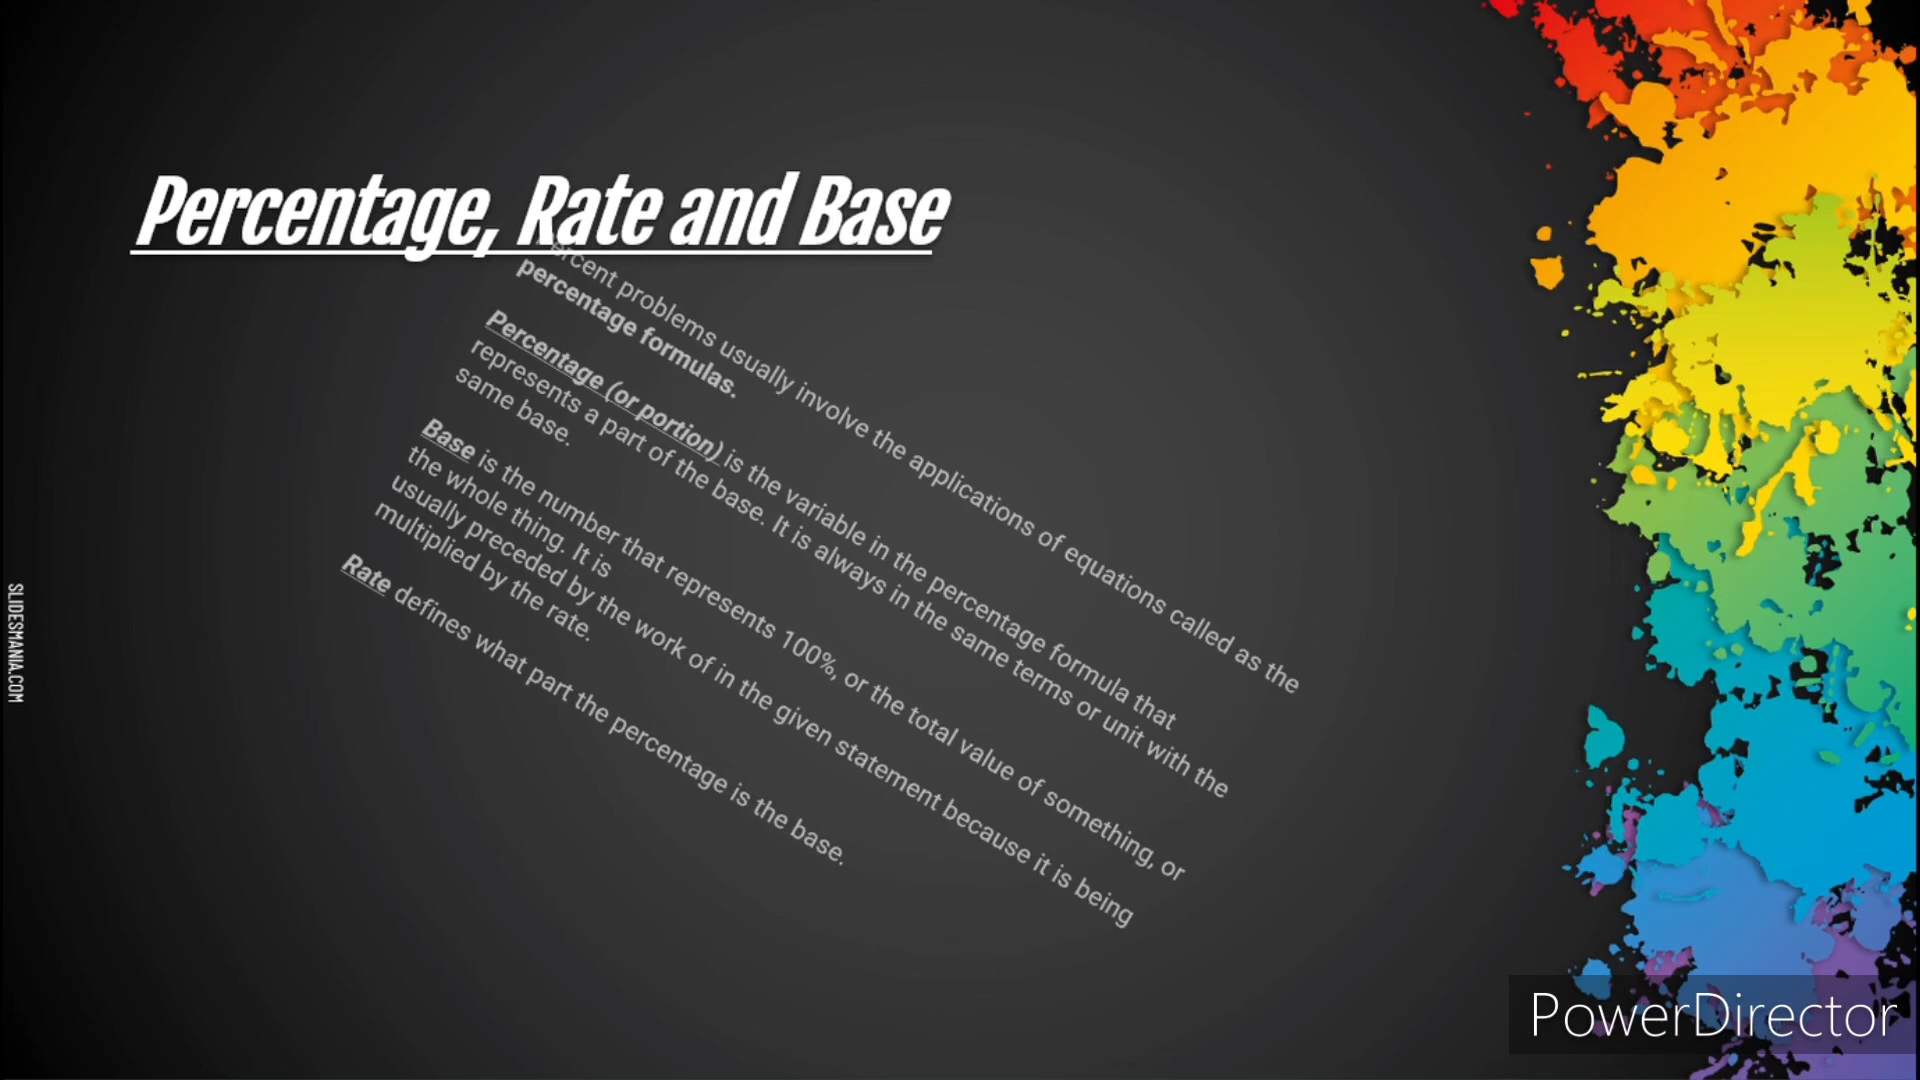 Percentage, Rate and Base
Percent problems usually involve the applications of equations called as the
percentage formulas.
Percentage (or portion) is the variable in the percentage formula that
represents a part of the base. It is always in the same terms or unit with the
same base.
Base is the number that represents 100%, or the total value of something, or
the whole thing. It is
usually preceded by the work of in the given statement because it is being
multiplied by the rate.
Rate defines what part the percentage is the base.
SLIDESMANIA.COM
PowerDirector